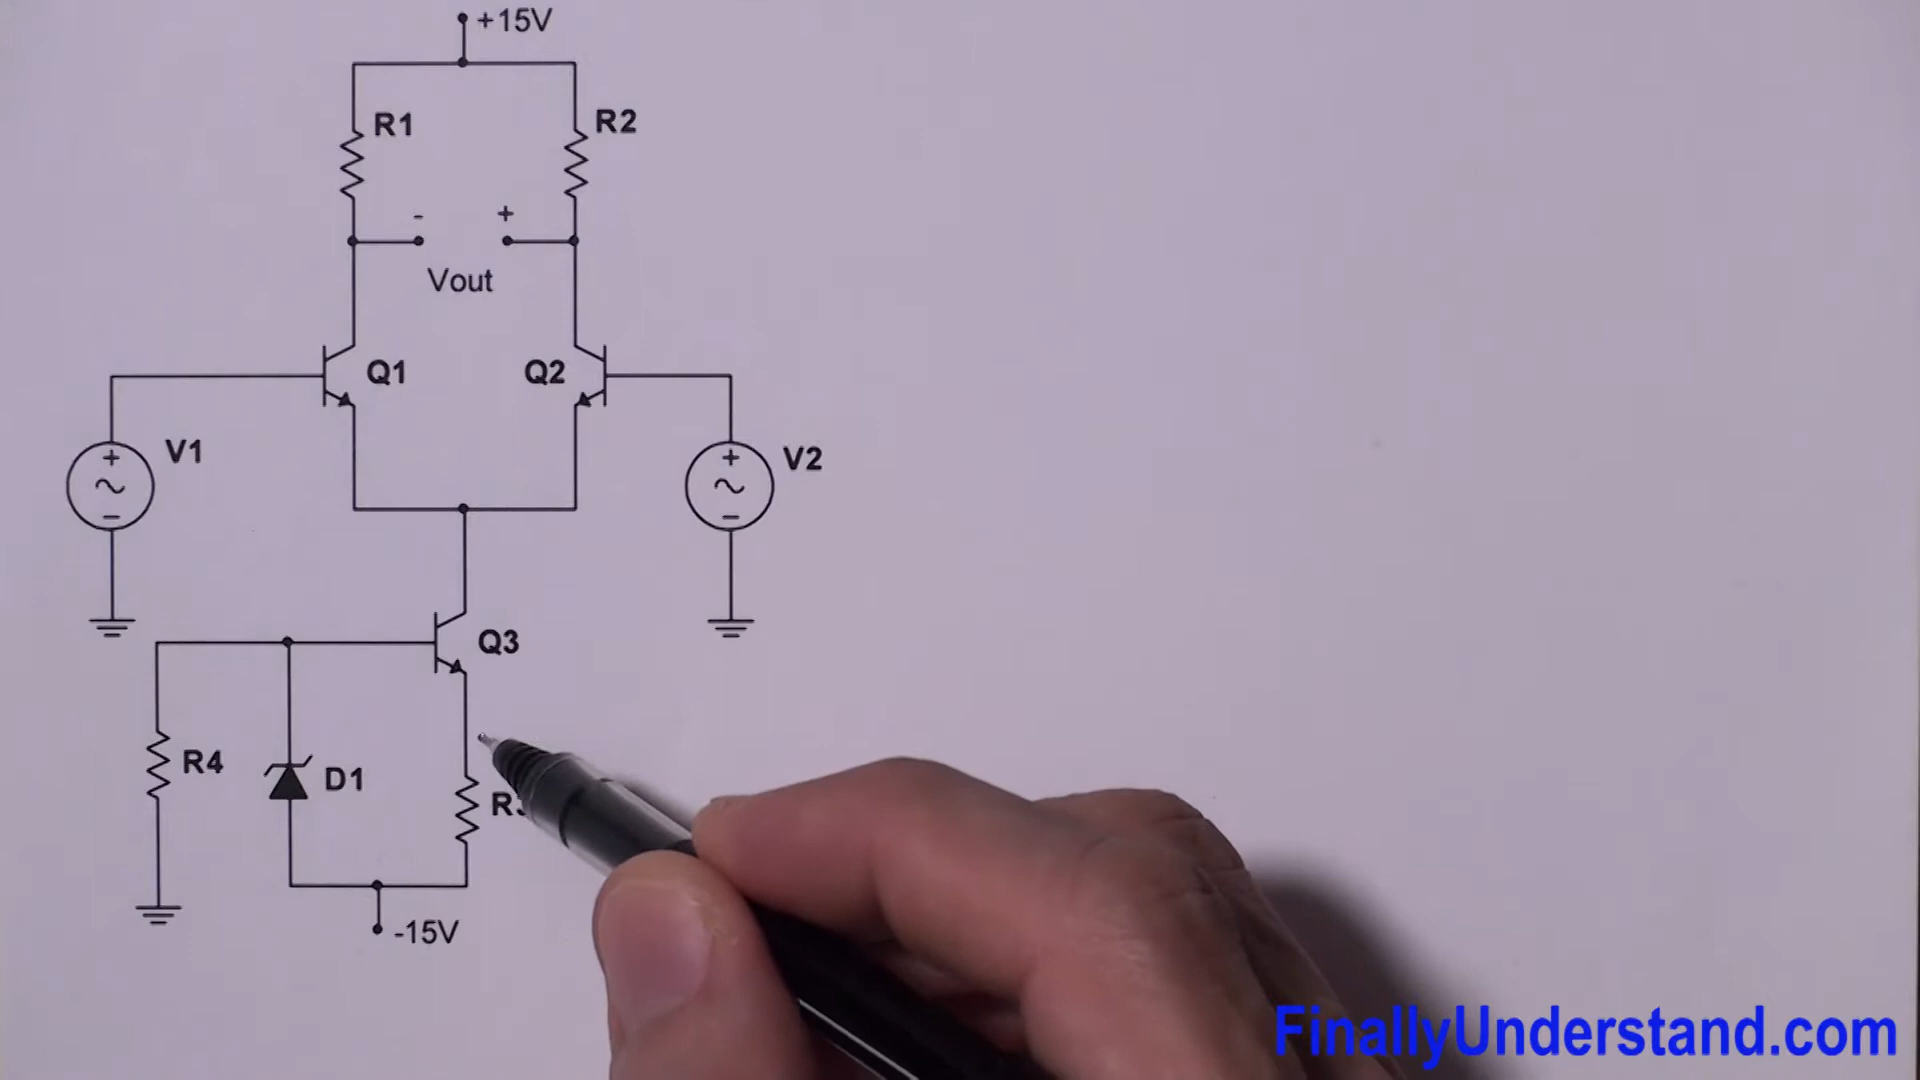 +15V
R1
R2
- +
Vout
Q1
Q2
V1
+
-
V2
+
-
Q3
R4
D1
-15V
FinallyUnderstand.com